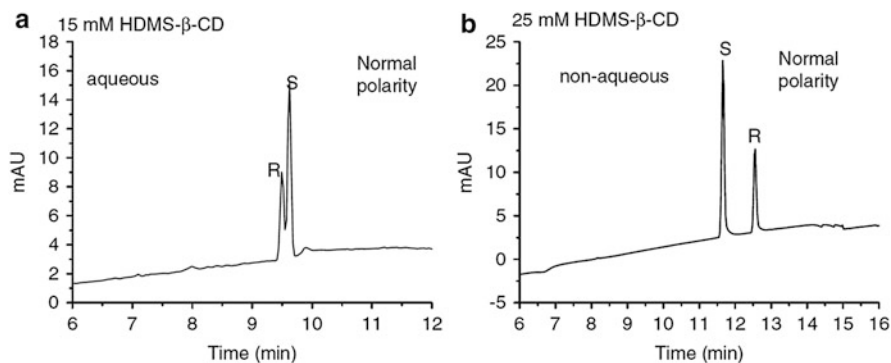 a
15 mM HDMS-β-CD
18
16
14
12
10
8
6
4
2
0
mAU
aqueous
Normal
polarity
R
S
6
7
8
9
10
11
12
Time (min)
b
25 mM HDMS-β-CD
25
20
15
10
5
0
-5
mAU
non-aqueous
Normal
polarity
S
R
6
7
8
9
10
11
12
13
14
15
16
Time (min)